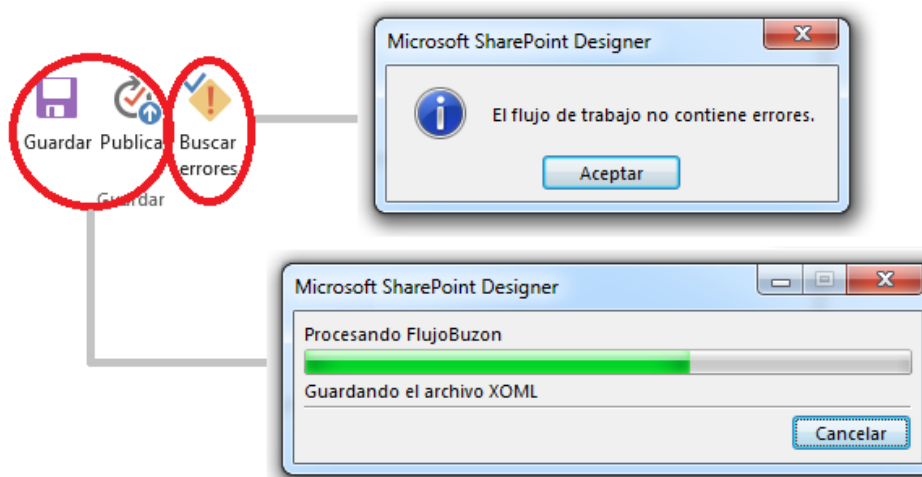 Guardar Publica Buscar
errores
Guardar
Microsoft SharePoint Designer
El flujo de trabajo no contiene errores.
Aceptar
Microsoft SharePoint Designer
Procesando FlujoBuzon
Guardando el archivo XOML
Cancelar